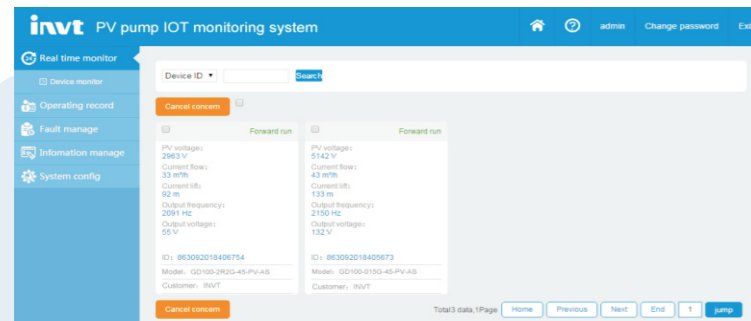 invt PV pump IOT monitoring system
admin Change password Exit
Real time monitor
Device monitor
Operating record
Fault manage
Infomation manage
System config
Device ID Search
Cancel concern
Forward run
PV voltage:
2963 V
Current flow:
33 m³/h
Current lift:
92 m
Output frequency:
2091 Hz
Output voltage:
55 V
ID: 863092018406754
Model: GD100-2R2G-45-PV-AS
Customer: INVT
Forward run
PV voltage:
5142 V
Current flow:
43 m³/h
Current lift:
133 m
Output frequency:
2150 Hz
Output voltage:
132 V
ID: 863092018405673
Model: GD100-015G-45-PV-AS
Customer: INVT
Cancel concern
Total3 data,1Page Home Previous Next End 1 jump